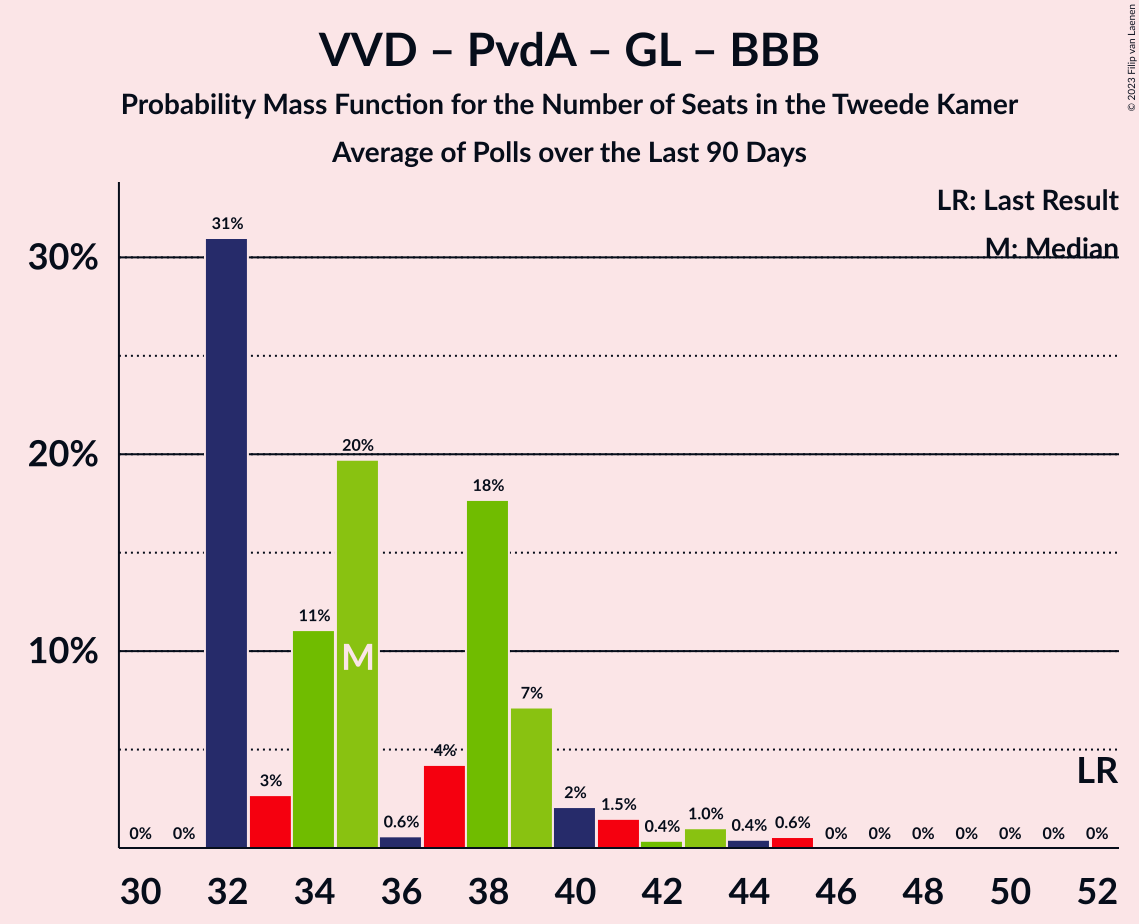 VVD – PvdA – GL – BBB
Probability Mass Function for the Number of Seats in the Tweede Kamer
Average of Polls over the Last 90 Days
© 2023 Filip van Laenen
LR: Last Result
M: Median
30%
20%
10%
0% 0% 31% 3% 11% 20% 0.6% 4% 18% 7% 2% 1.5% 0.4% 1.0% 0.4% 0.6% 0% 0% 0% 0% 0% 0% 0%
M
LR
30 32 34 36 38 40 42 44 46 48 50 52